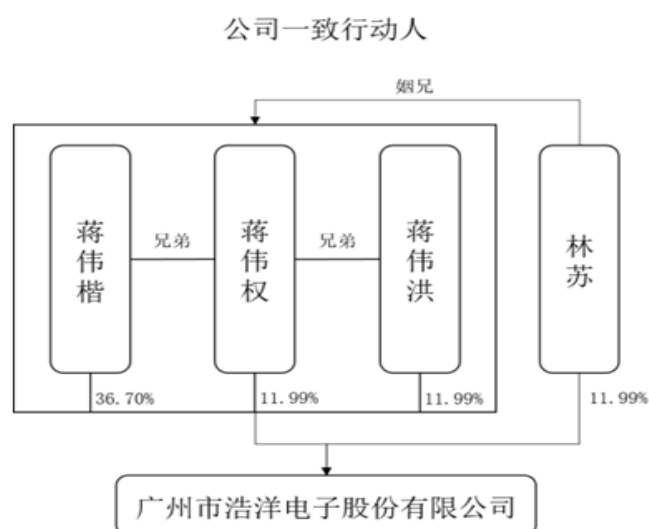 公司一致行动人
姻兄
蒋伟楷
兄弟
蒋伟权
兄弟
蒋伟洪
林苏
36.70%
11.99%
11.99%
11.99%
广州市浩洋电子股份有限公司